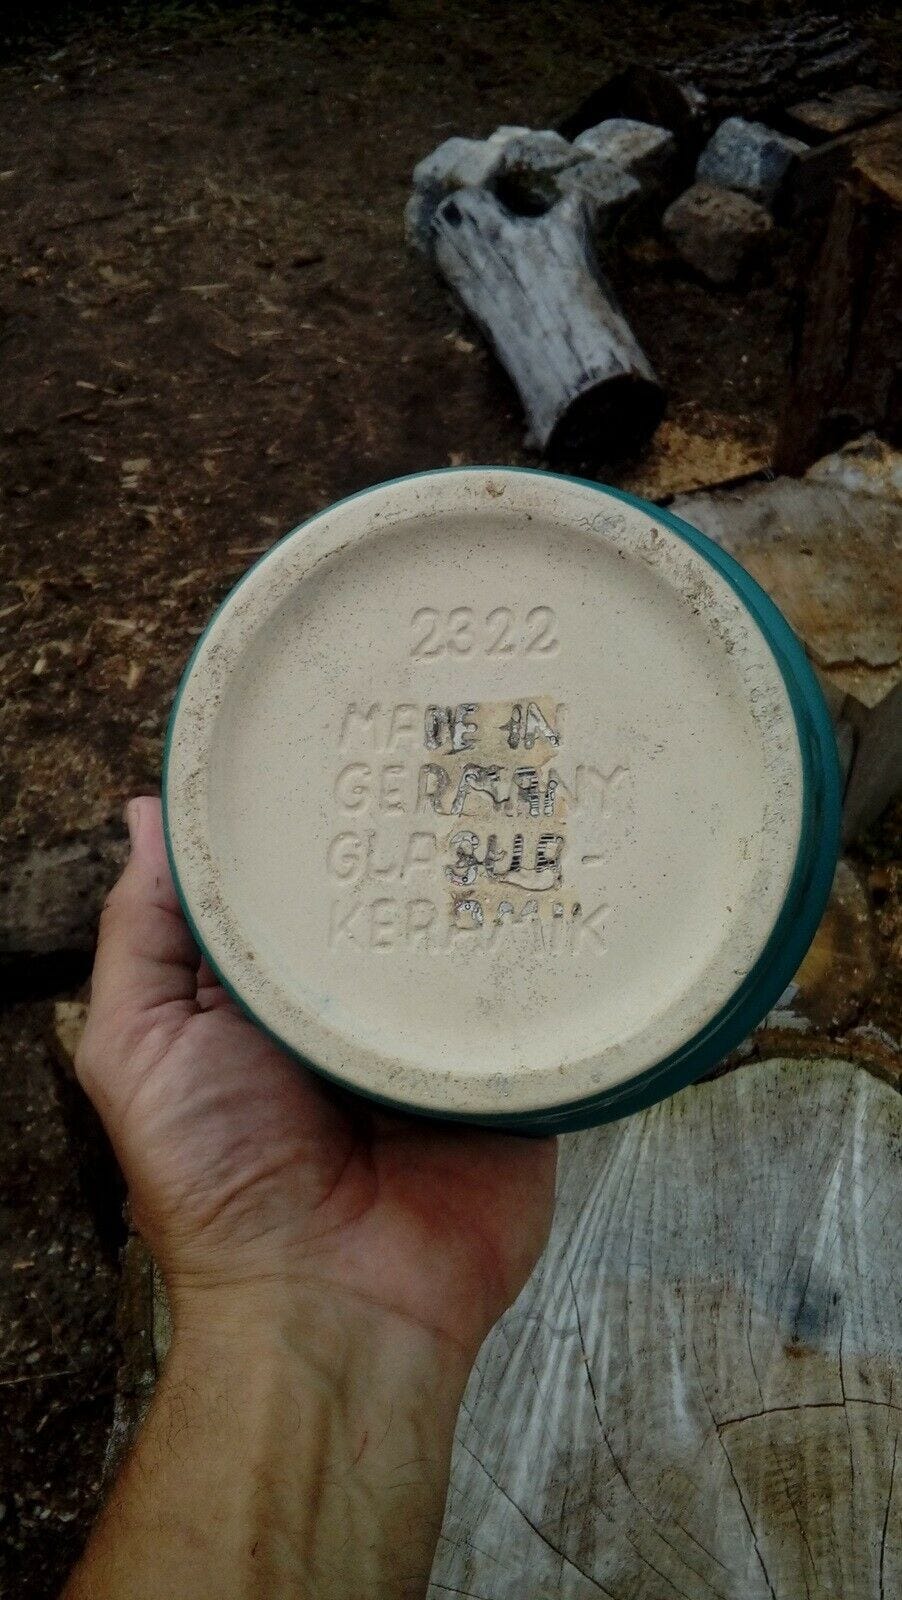 2322
MADE IN
GERMANY
GLASUR-
KERAMIK